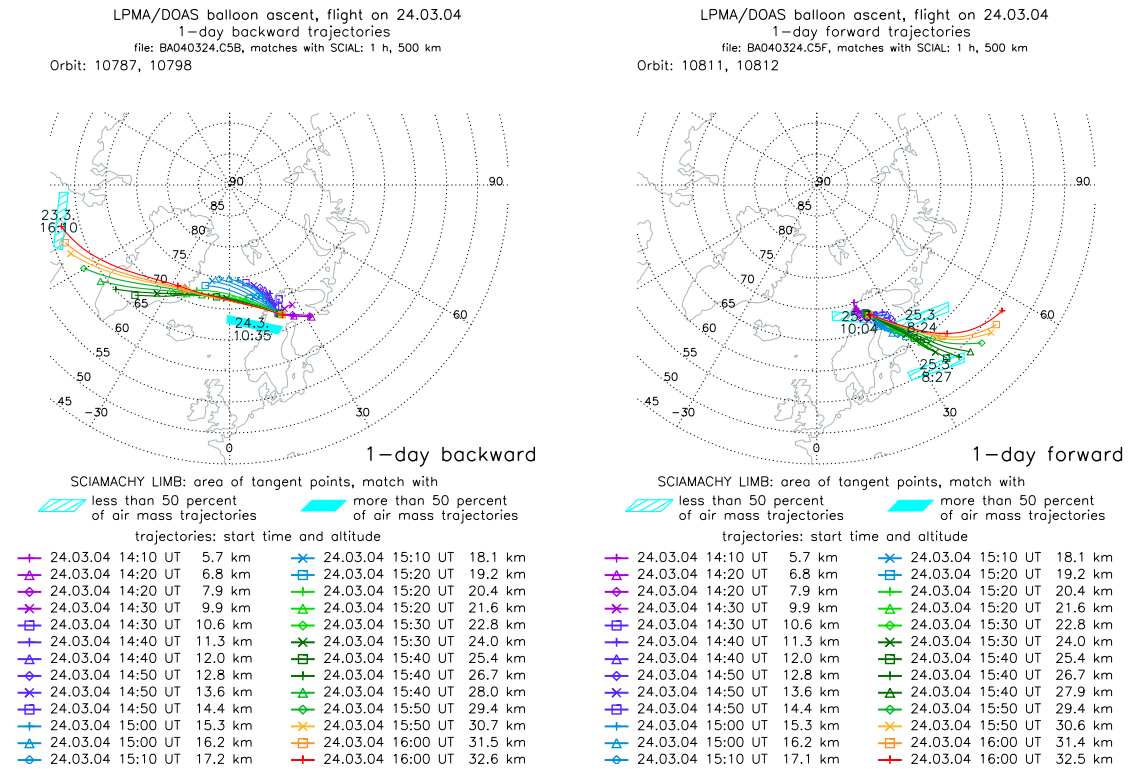 LPMA/DOAS balloon ascent, flight on 24.03.04
1-day backward trajectories
file: BA040324.C5B, matches with SCIAL: 1 h, 500 km
Orbit: 10787, 10798
90
90
85
80
75
70
65
60
60
55
50
45
-30
0
30
23.3.
16:10
24.3.
10:35
1-day backward
SCIAMACHY LIMB: area of tangent points, match with
less than 50 percent
of air mass trajectories
more than 50 percent
of air mass trajectories
trajectories: start time and altitude
24.03.04 14:10 UT 5.7 km
24.03.04 14:20 UT 6.8 km
24.03.04 14:20 UT 7.9 km
24.03.04 14:30 UT 9.9 km
24.03.04 14:30 UT 10.6 km
24.03.04 14:40 UT 11.3 km
24.03.04 14:40 UT 12.0 km
24.03.04 14:50 UT 12.8 km
24.03.04 14:50 UT 13.6 km
24.03.04 14:50 UT 14.4 km
24.03.04 15:00 UT 15.3 km
24.03.04 15:00 UT 16.2 km
24.03.04 15:10 UT 17.2 km
24.03.04 15:10 UT 18.1 km
24.03.04 15:20 UT 19.2 km
24.03.04 15:20 UT 20.4 km
24.03.04 15:20 UT 21.6 km
24.03.04 15:30 UT 22.8 km
24.03.04 15:30 UT 24.0 km
24.03.04 15:40 UT 25.4 km
24.03.04 15:40 UT 26.7 km
24.03.04 15:40 UT 28.0 km
24.03.04 15:50 UT 29.4 km
24.03.04 15:50 UT 30.7 km
24.03.04 16:00 UT 31.5 km
24.03.04 16:00 UT 32.6 km
LPMA/DOAS balloon ascent, flight on 24.03.04
1-day forward trajectories
file: BA040324.C5F, matches with SCIAL: 1 h, 500 km
Orbit: 10811, 10812
90
90
85
80
75
70
65
60
60
55
50
45
-30
0
30
25.3.
10:04
25.3.
8:24
25.3.
8:27
1-day forward
SCIAMACHY LIMB: area of tangent points, match with
less than 50 percent
of air mass trajectories
more than 50 percent
of air mass trajectories
trajectories: start time and altitude
24.03.04 14:10 UT 5.7 km
24.03.04 14:20 UT 6.8 km
24.03.04 14:20 UT 7.9 km
24.03.04 14:30 UT 9.9 km
24.03.04 14:30 UT 10.6 km
24.03.04 14:40 UT 11.3 km
24.03.04 14:40 UT 12.0 km
24.03.04 14:50 UT 12.8 km
24.03.04 14:50 UT 13.6 km
24.03.04 14:50 UT 14.4 km
24.03.04 15:00 UT 15.3 km
24.03.04 15:00 UT 16.2 km
24.03.04 15:10 UT 17.1 km
24.03.04 15:10 UT 18.1 km
24.03.04 15:20 UT 19.2 km
24.03.04 15:20 UT 20.4 km
24.03.04 15:20 UT 21.6 km
24.03.04 15:30 UT 22.8 km
24.03.04 15:30 UT 24.0 km
24.03.04 15:40 UT 25.4 km
24.03.04 15:40 UT 26.7 km
24.03.04 15:40 UT 27.9 km
24.03.04 15:50 UT 29.4 km
24.03.04 15:50 UT 30.6 km
24.03.04 16:00 UT 31.4 km
24.03.04 16:00 UT 32.5 km